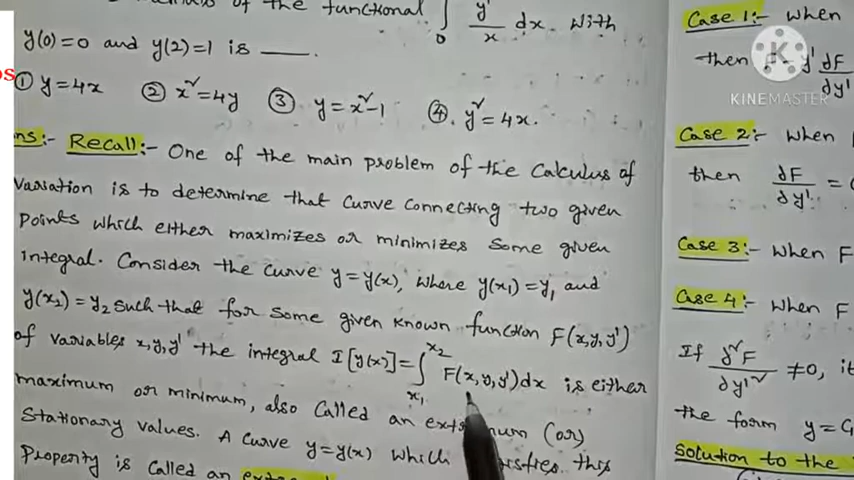 of the functional ∫₀ y'/x dx. with
y(0)=0 and y(2)=1 is ____.
① y=4x ② x²=4y ③ y=x²-1 ④. y²=4x.
ns:- Recall:- One of the main problem of the Calculus of
Variation is to determine that Curve Connecting two given
Points which either maximizes or minimizes Some given
integral. Consider the Curve y=y(x), where y(x₁)=y₁ and
y(x₂)=y₂ such that for Some given known function F(x,y,y')
of variables x,y,y' the integral I[y(x)]=∫ₓ₁ˣ² F(x,y,y')dx is either
maximum or minimum, also Called an (or)
Stationary values. A Curve y=y(x) which this
Property is called an
Case 1:- when
then y' ∂F/∂y'
KINEMASTER
Case 2:- when
then ∂F/∂y' =
Case 3:- When F
Case 4:- when F
If ∂²F/∂y'² ≠0, it
the form y=C
Solution to the